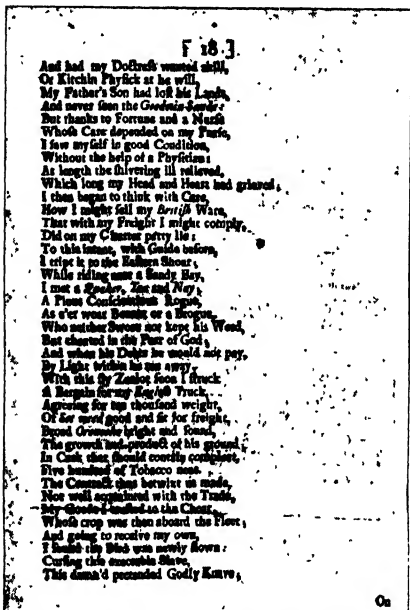 [ 18 ]
And had my Doctress wanted skill,
Or Kitchin Physick at he will,
My Father's Son had lost his Lands,
And never seen the Goodwin-Sands:
But thanks to Fortune and a Nurse
Whose Care depended on my Purse,
I saw my self in good Condition,
Without the help of a Physitian:
At length the shivering ill relieved,
Which long my Head and Heart had grieved;
I then began to think with Care,
How I might sell my British Ware,
That with my Freight I might comply,
Did on my Charter party lie:
To this intent, with Guide before,
I tript it to the Eastern Shoar;
While riding near a Sandy Bay,
I met a Quaker, Yea and Nay;
A Pious Conscientious Rogue,
As e'er woar Bonnet or a Brogue,
Who neither Swore nor kept his Word,
But cheated in the Fear of God;
And when his Debts he would not pay,
By Light within he ran away.
With this sly Zealot soon I struck
A Bargain for my English Truck,
Agreeing for ten thousand weight,
Of Sot weed good and fit for freight,
Broad Oronooko bright and sound,
The growth and product of his ground;
In Cask that should contain compleat,
Five hundred of Tobacco neat.
The Contract thus betwixt us made,
Not well acquainted with the Trade,
My Goods I trusted to the Cheat,
Whose crop was then aboard the Fleet;
And going to receive my own,
I found the Bird was newly flown:
Cursing this execrable Slave,
This damn'd pretended Godly Knave;
On